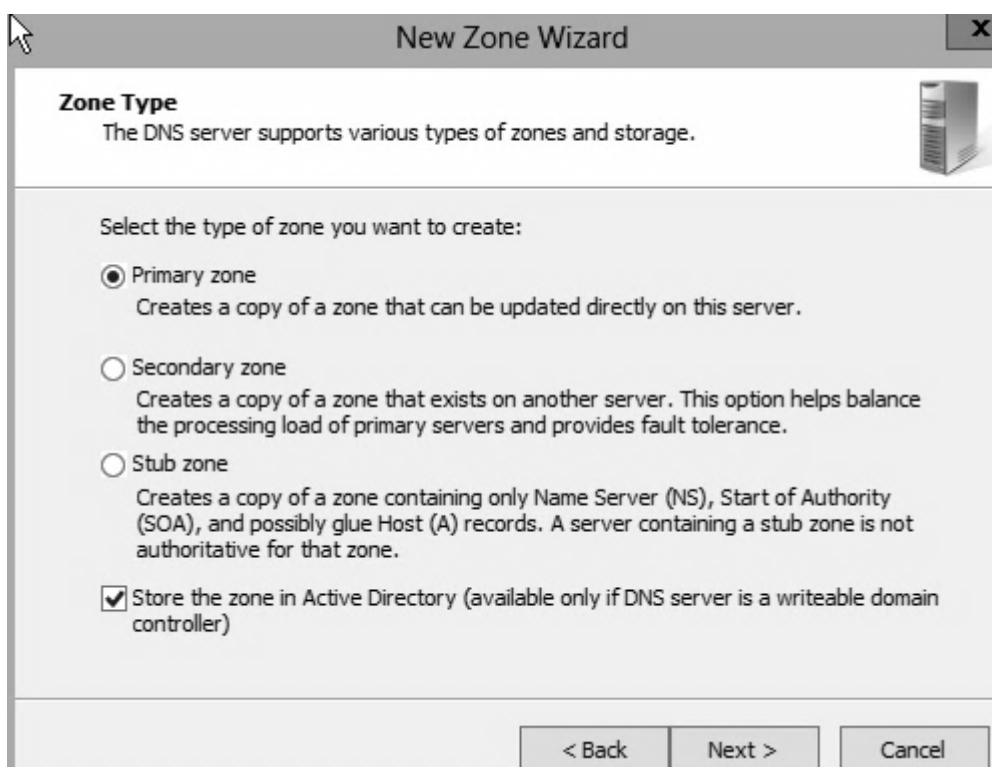 New Zone Wizard
x
Zone Type
The DNS server supports various types of zones and storage.
Select the type of zone you want to create:
Primary zone
Creates a copy of a zone that can be updated directly on this server.
Secondary zone
Creates a copy of a zone that exists on another server. This option helps balance
the processing load of primary servers and provides fault tolerance.
Stub zone
Creates a copy of a zone containing only Name Server (NS), Start of Authority
(SOA), and possibly glue Host (A) records. A server containing a stub zone is not
authoritative for that zone.
Store the zone in Active Directory (available only if DNS server is a writeable domain
controller)
< Back
Next >
Cancel